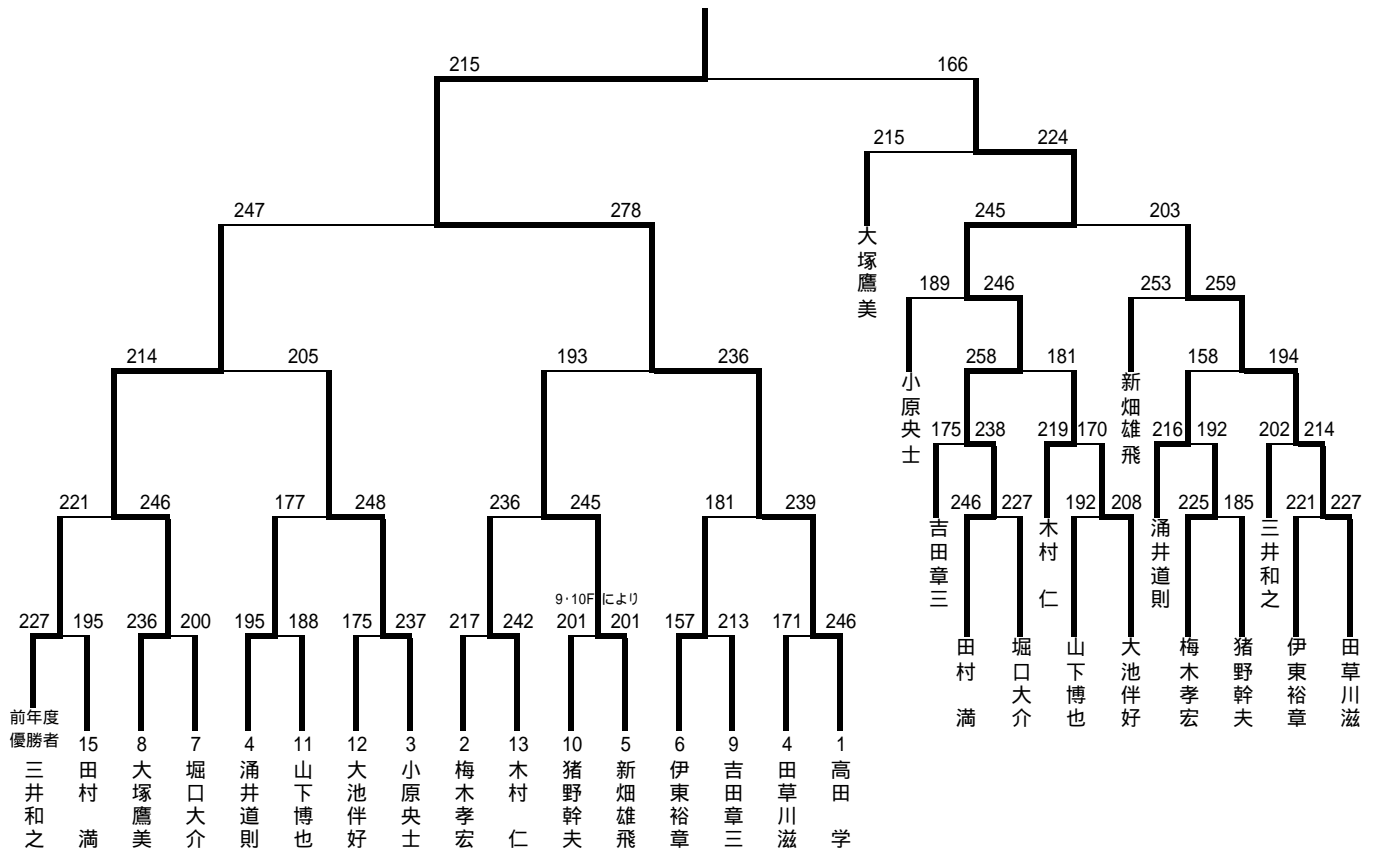 215 166
215 224
247 278 245 203
大塚鷹美
189 246 253 259
214 205 193 236 258 181 158 194
小原央士
新畑雄飛
175 238 219 170 216 192 202 214
221 246 177 248 236 245 181 239 246 227 192 208 225 185 221 227
吉田章三
木村 仁
涌井道則
三井和之
9・10Fにより
227 195 236 200 195 188 175 237 217 242 201 201 157 213 171 246
田村 満
堀口大介
山下博也
大池伴好
梅木孝宏
猪野幹夫
伊東裕章
田草川滋
前年度
優勝者
15 8 7 4 11 12 3 2 13 10 5 6 9 4 1
三井和之
田村 満
大塚鷹美
堀口大介
涌井道則
山下博也
大池伴好
小原央士
梅木孝宏
木村 仁
猪野幹夫
新畑雄飛
伊東裕章
吉田章三
田草川滋
高田 学